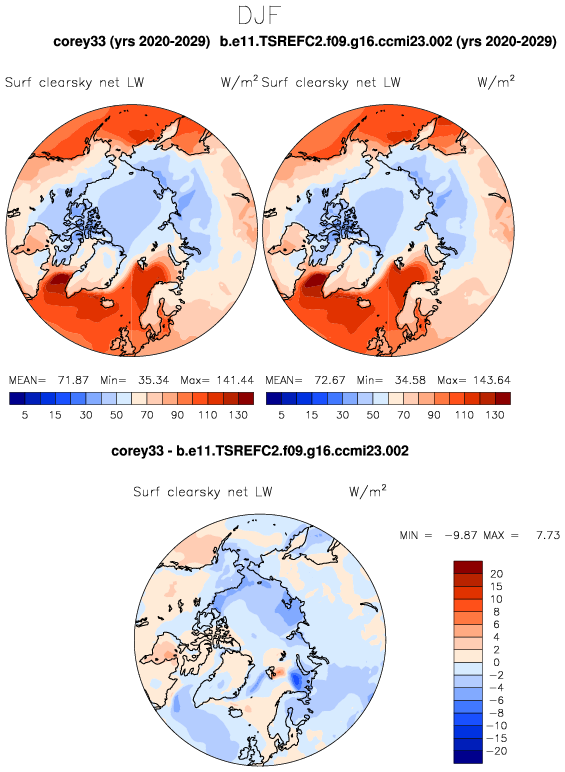 DJF
corey33 (yrs 2020-2029) b.e11.TSREFC2.f09.g16.ccmi23.002 (yrs 2020-2029)
Surf clearsky net LW W/m² Surf clearsky net LW W/m²
MEAN= 71.87 Min= 35.34 Max= 141.44 MEAN= 72.67 Min= 34.58 Max= 143.64
5 15 30 50 70 90 110 130 5 15 30 50 70 90 110 130
corey33 - b.e11.TSREFC2.f09.g16.ccmi23.002
Surf clearsky net LW W/m²
MIN = -9.87 MAX = 7.73
20
15
10
8
6
4
2
0
-2
-4
-6
-8
-10
-15
-20